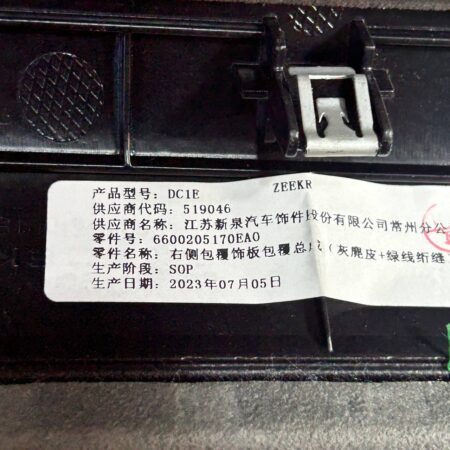 产品型号: DC1E ZEEKR
供应商代码: 519046
供应商名称: 江苏新泉汽车饰件股份有限公司常州分公
零件号: 6600205170EA0
零件名称: 右侧包覆饰板包覆总成 (灰麂皮+绿线绗缝
生产阶段: SOP
生产日期: 2023年07月05日